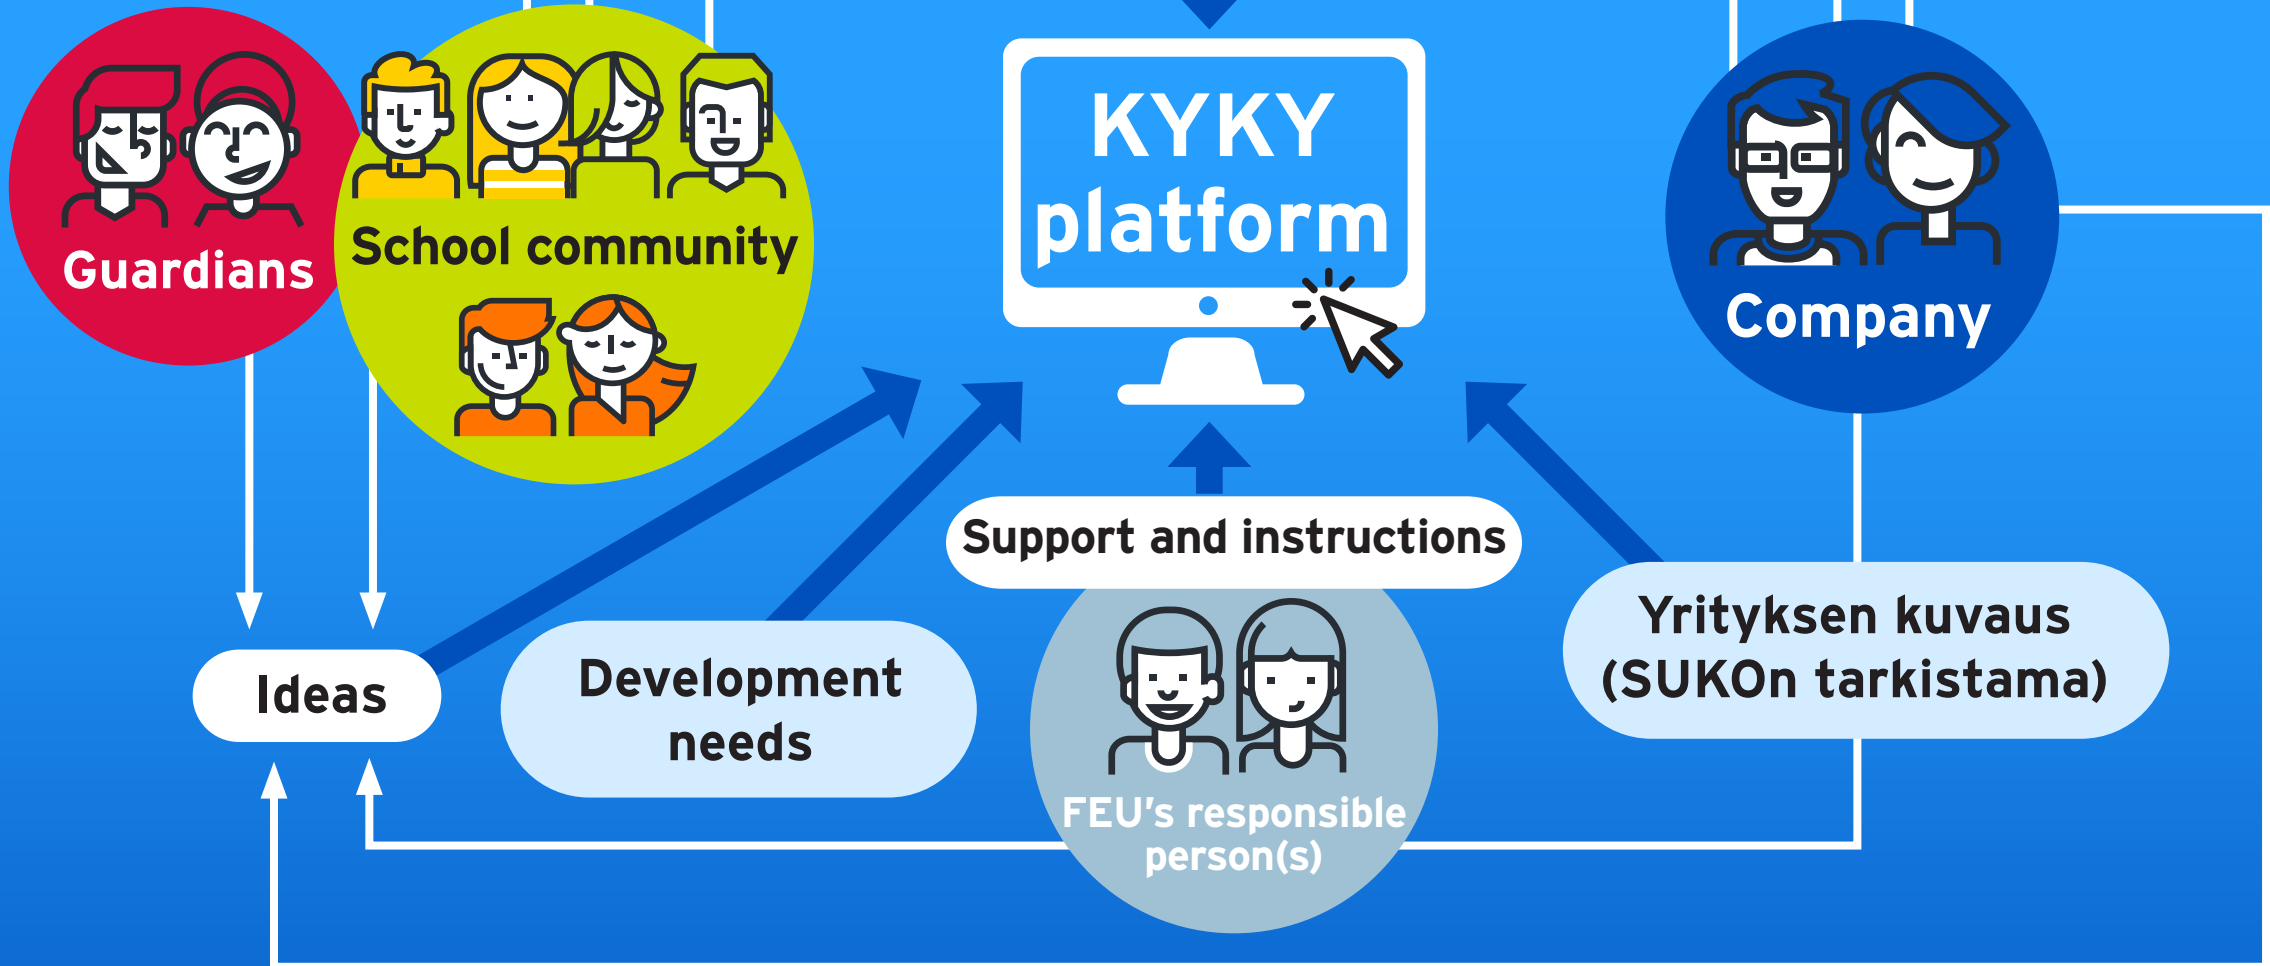 KYKY
platform
Guardians
School community
Company
Support and instructions
Ideas
Development
needs
Yrityksen kuvaus
(SUKOn tarkistama)
FEU's responsible
person(s)